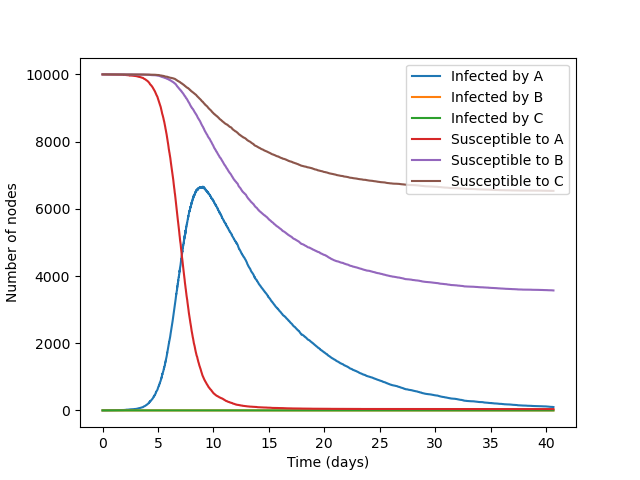 10000
8000
6000
4000
2000
0
Number of nodes
0 5 10 15 20 25 30 35 40
Time (days)
Infected by A
Infected by B
Infected by C
Susceptible to A
Susceptible to B
Susceptible to C